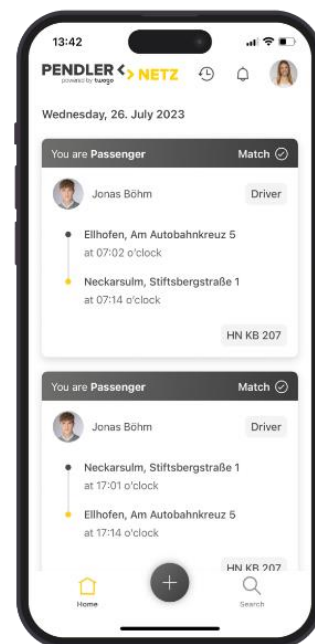 13:42
PENDLER <> NETZ
powered by twogo
Wednesday, 26. July 2023
You are Passenger Match
Jonas Böhm Driver
Ellhofen, Am Autobahnkreuz 5
at 07:02 o'clock
Neckarsulm, Stiftsbergstraße 1
at 07:14 o'clock
HN KB 207
You are Passenger Match
Jonas Böhm Driver
Neckarsulm, Stiftsbergstraße 1
at 17:01 o'clock
Ellhofen, Am Autobahnkreuz 5
at 17:14 o'clock
HN KB 207
Home Search